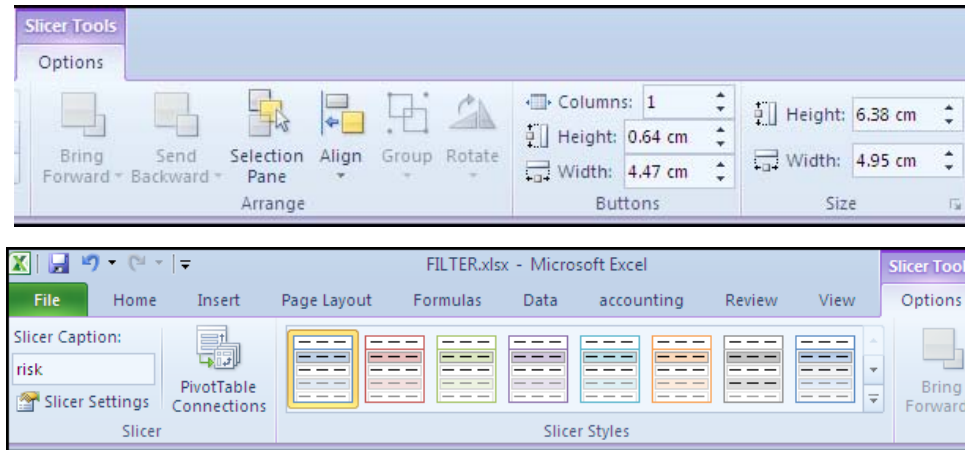 Slicer Tools
Options
Columns: 1
Height: 0.64 cm
Width: 4.47 cm
Height: 6.38 cm
Width: 4.95 cm
Bring Forward
Send Backward
Selection Pane
Align
Group
Rotate
Arrange
Buttons
Size
FILTER.xlsx - Microsoft Excel
Slicer Tool
File Home Insert Page Layout Formulas Data accounting Review View Options
Slicer Caption:
risk
Slicer Settings
PivotTable
Connections
Bring
Forward
Slicer
Slicer Styles